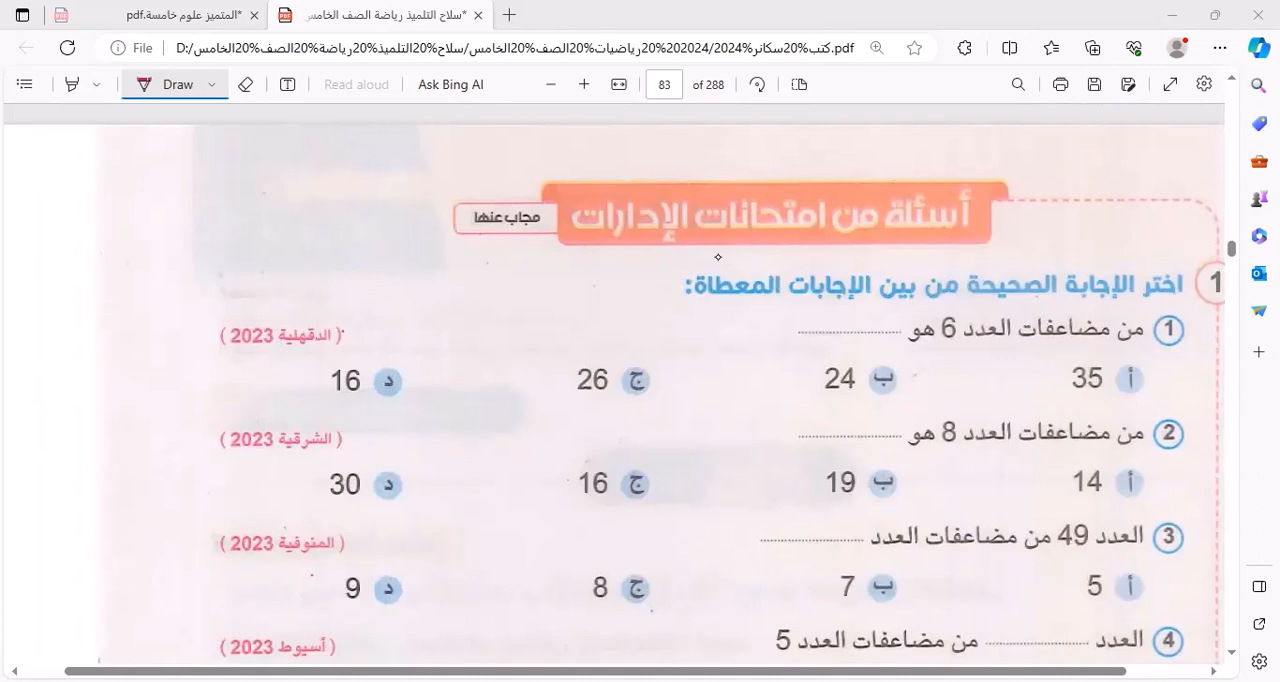 *المتميز علوم خامسة.pdf
*سلاح التلميذ رياضة الصف الخامس
File
D:/كتب%20سكانر%202024/2024%20رياضيات%20الصف%20الخامس/سلاح%20التلميذ%20رياضة%20الصف%20الخامس.pdf
Draw
Read aloud
Ask Bing AI
83 of 288
أسئلة من امتحانات الإدارات
مجاب عنها
1 اختر الإجابة الصحيحة من بين الإجابات المعطاة:
1 من مضاعفات العدد 6 هو ................ ( الدقهلية 2023 )
أ 35 ب 24 ج 26 د 16
2 من مضاعفات العدد 8 هو ................ ( الشرقية 2023 )
أ 14 ب 19 ج 16 د 30
3 العدد 49 من مضاعفات العدد ................ ( المنوفية 2023 )
أ 5 ب 7 ج 8 د 9
4 العدد ................ من مضاعفات العدد 5 ( أسيوط 2023 )